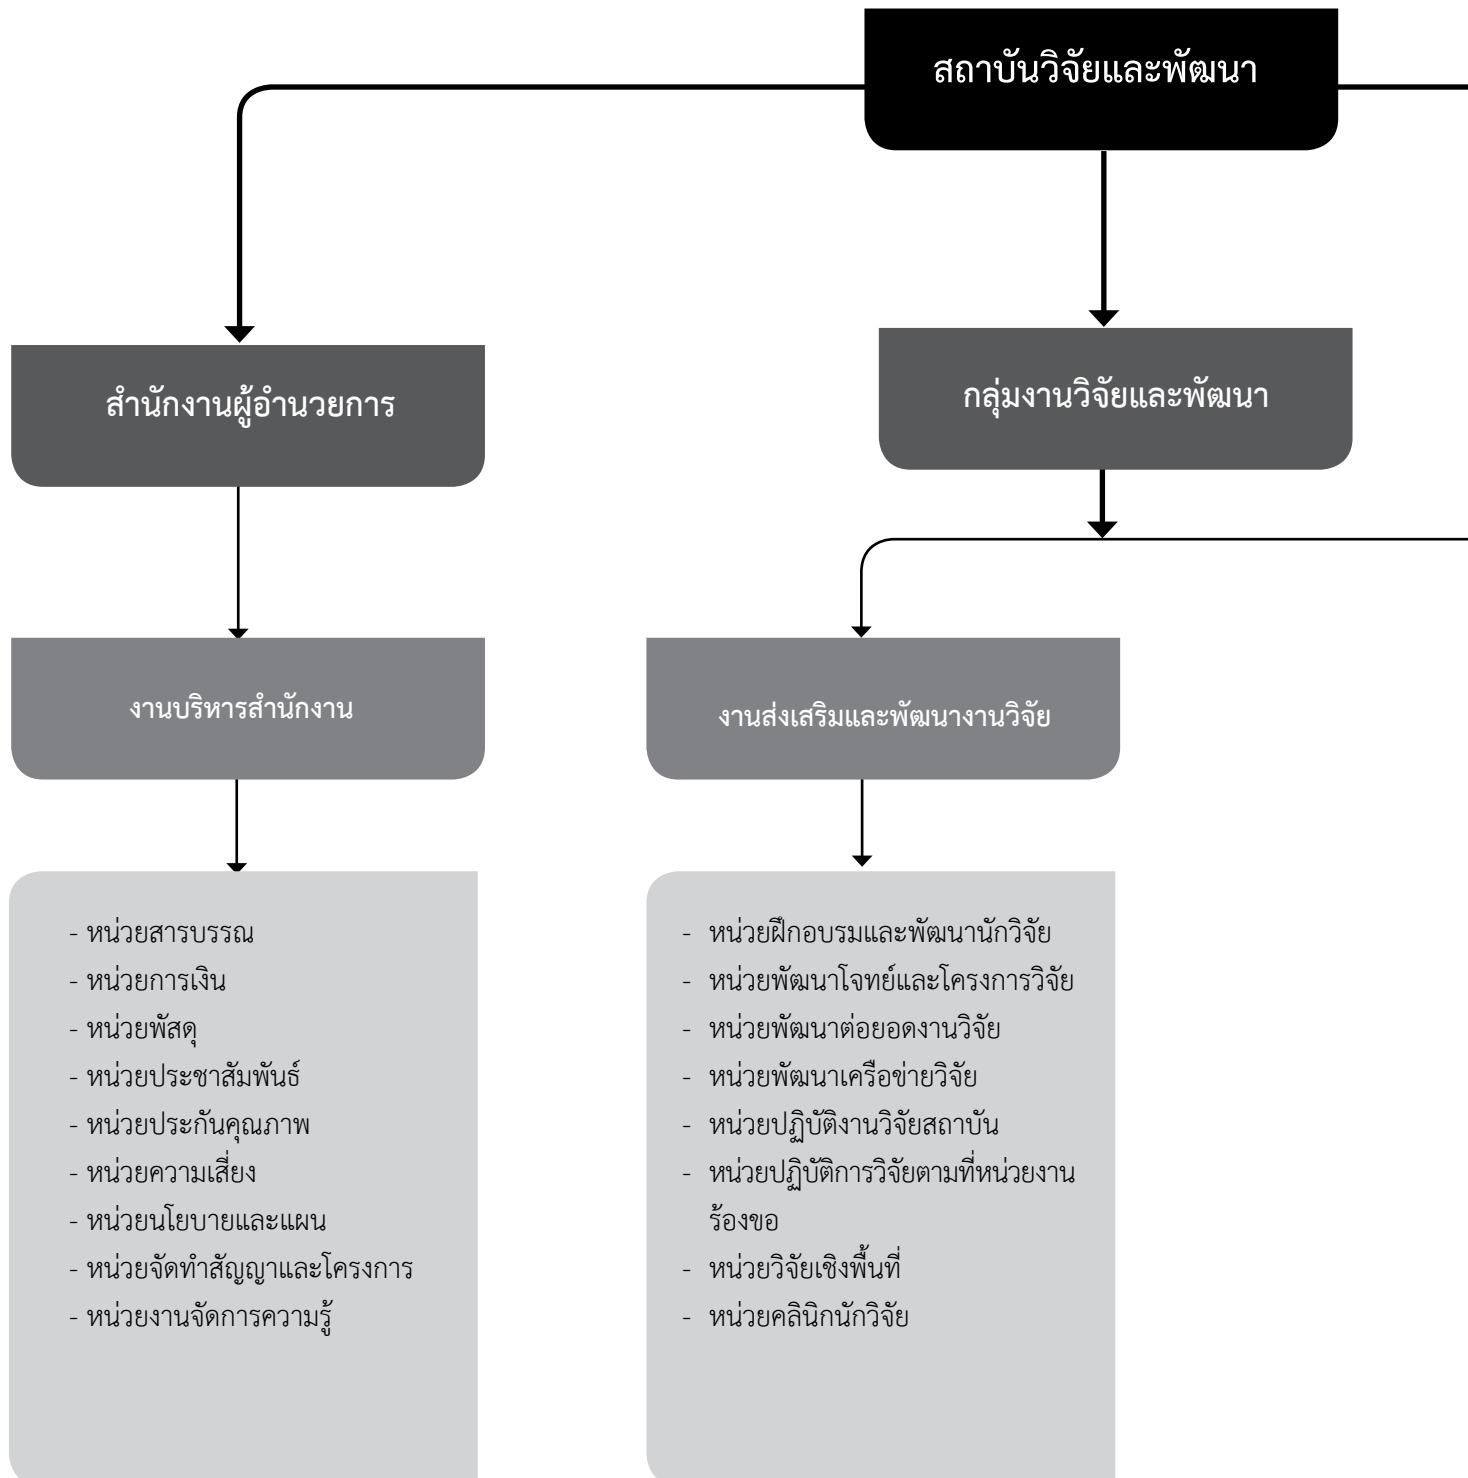 สถาบันวิจัยและพัฒนา
สำนักงานผู้อำนวยการ
กลุ่มงานวิจัยและพัฒนา
งานบริหารสำนักงาน
งานส่งเสริมและพัฒนางานวิจัย
- หน่วยสารบรรณ
- หน่วยการเงิน
- หน่วยพัสดุ
- หน่วยประชาสัมพันธ์
- หน่วยประกันคุณภาพ
- หน่วยความเสี่ยง
- หน่วยนโยบายและแผน
- หน่วยจัดทำสัญญาและโครงการ
- หน่วยงานจัดการความรู้
- หน่วยฝึกอบรมและพัฒนานักวิจัย
- หน่วยพัฒนาโจทย์และโครงการวิจัย
- หน่วยพัฒนาต่อยอดงานวิจัย
- หน่วยพัฒนาเครือข่ายวิจัย
- หน่วยปฏิบัติงานวิจัยสถาบัน
- หน่วยปฏิบัติการวิจัยตามที่หน่วยงาน
ร้องขอ
- หน่วยวิจัยเชิงพื้นที่
- หน่วยคลินิกนักวิจัย